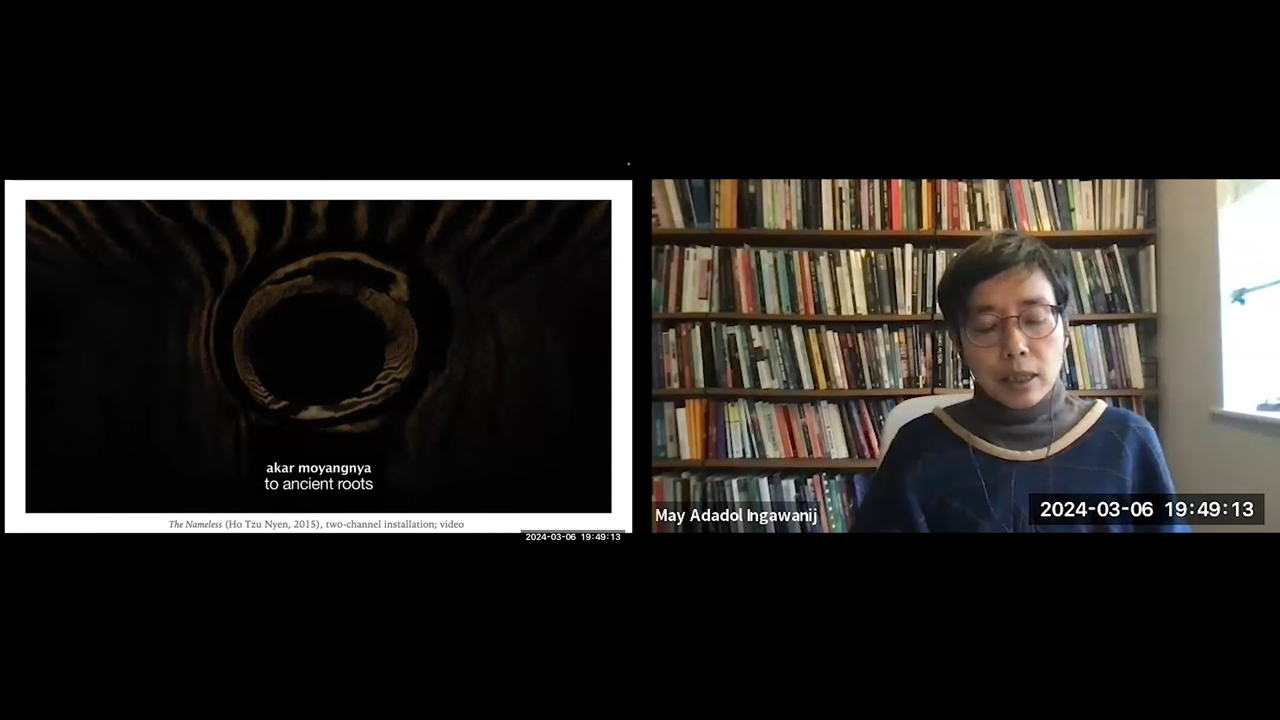 akar moyangnya
to ancient roots
The Nameless (Ho Tzu Nyen, 2015), two-channel installation; video
2024-03-06 19:49:13
May Adadol Ingawanij
2024-03-06 19:49:13